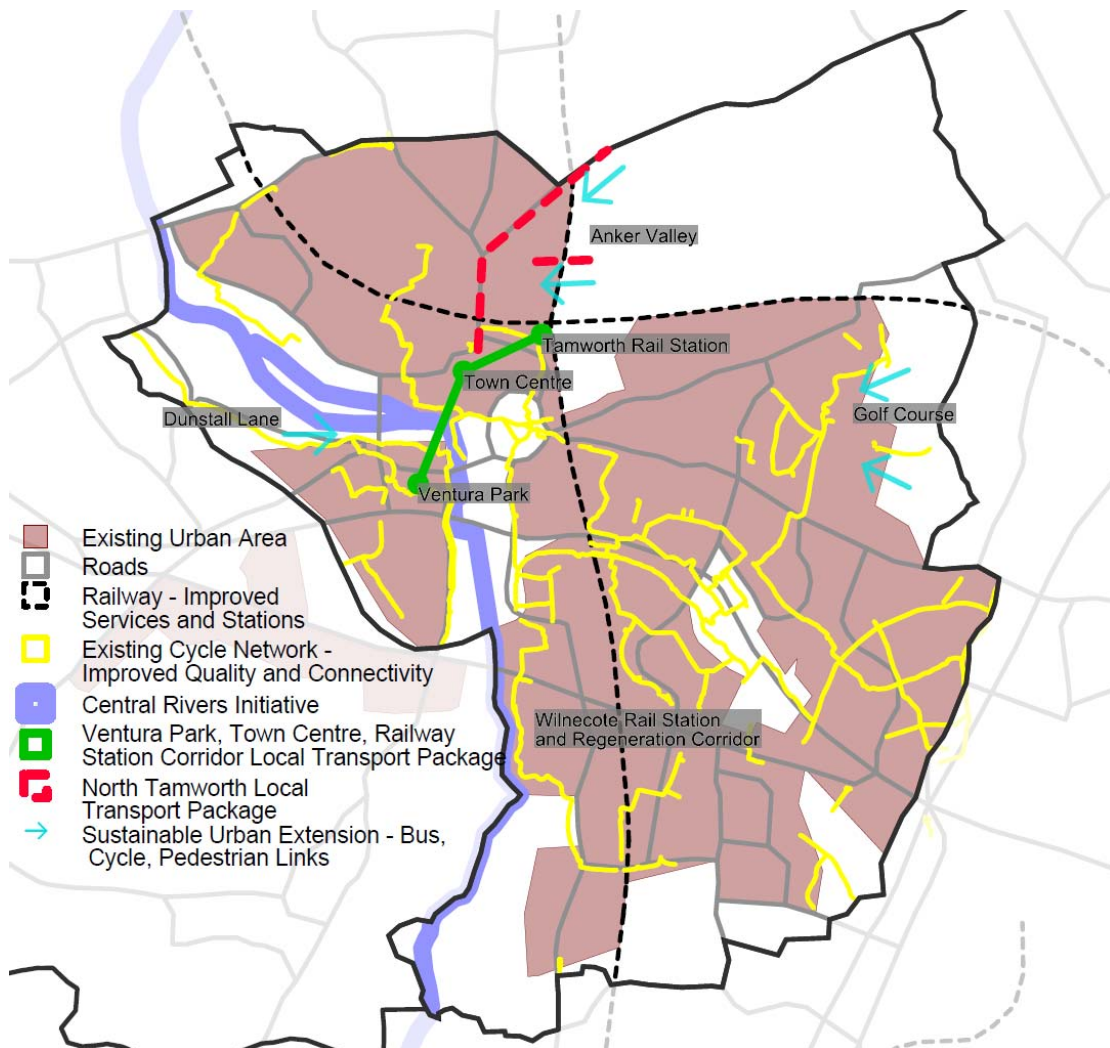 Anker Valley
Tamworth Rail Station
Town Centre
Dunstall Lane
Golf Course
Ventura Park
Existing Urban Area
Roads
Railway - Improved
Services and Stations
Existing Cycle Network -
Improved Quality and Connectivity
Central Rivers Initiative
Ventura Park, Town Centre, Railway
Station Corridor Local Transport Package
North Tamworth Local
Transport Package
Sustainable Urban Extension - Bus,
Cycle, Pedestrian Links
Wilnecote Rail Station
and Regeneration Corridor